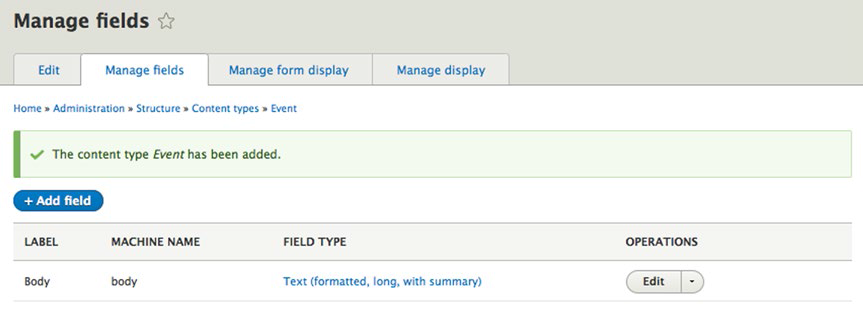 Manage fields
Edit Manage fields Manage form display Manage display
Home » Administration » Structure » Content types » Event
The content type Event has been added.
+ Add field
LABEL MACHINE NAME FIELD TYPE OPERATIONS
Body body Text (formatted, long, with summary) Edit